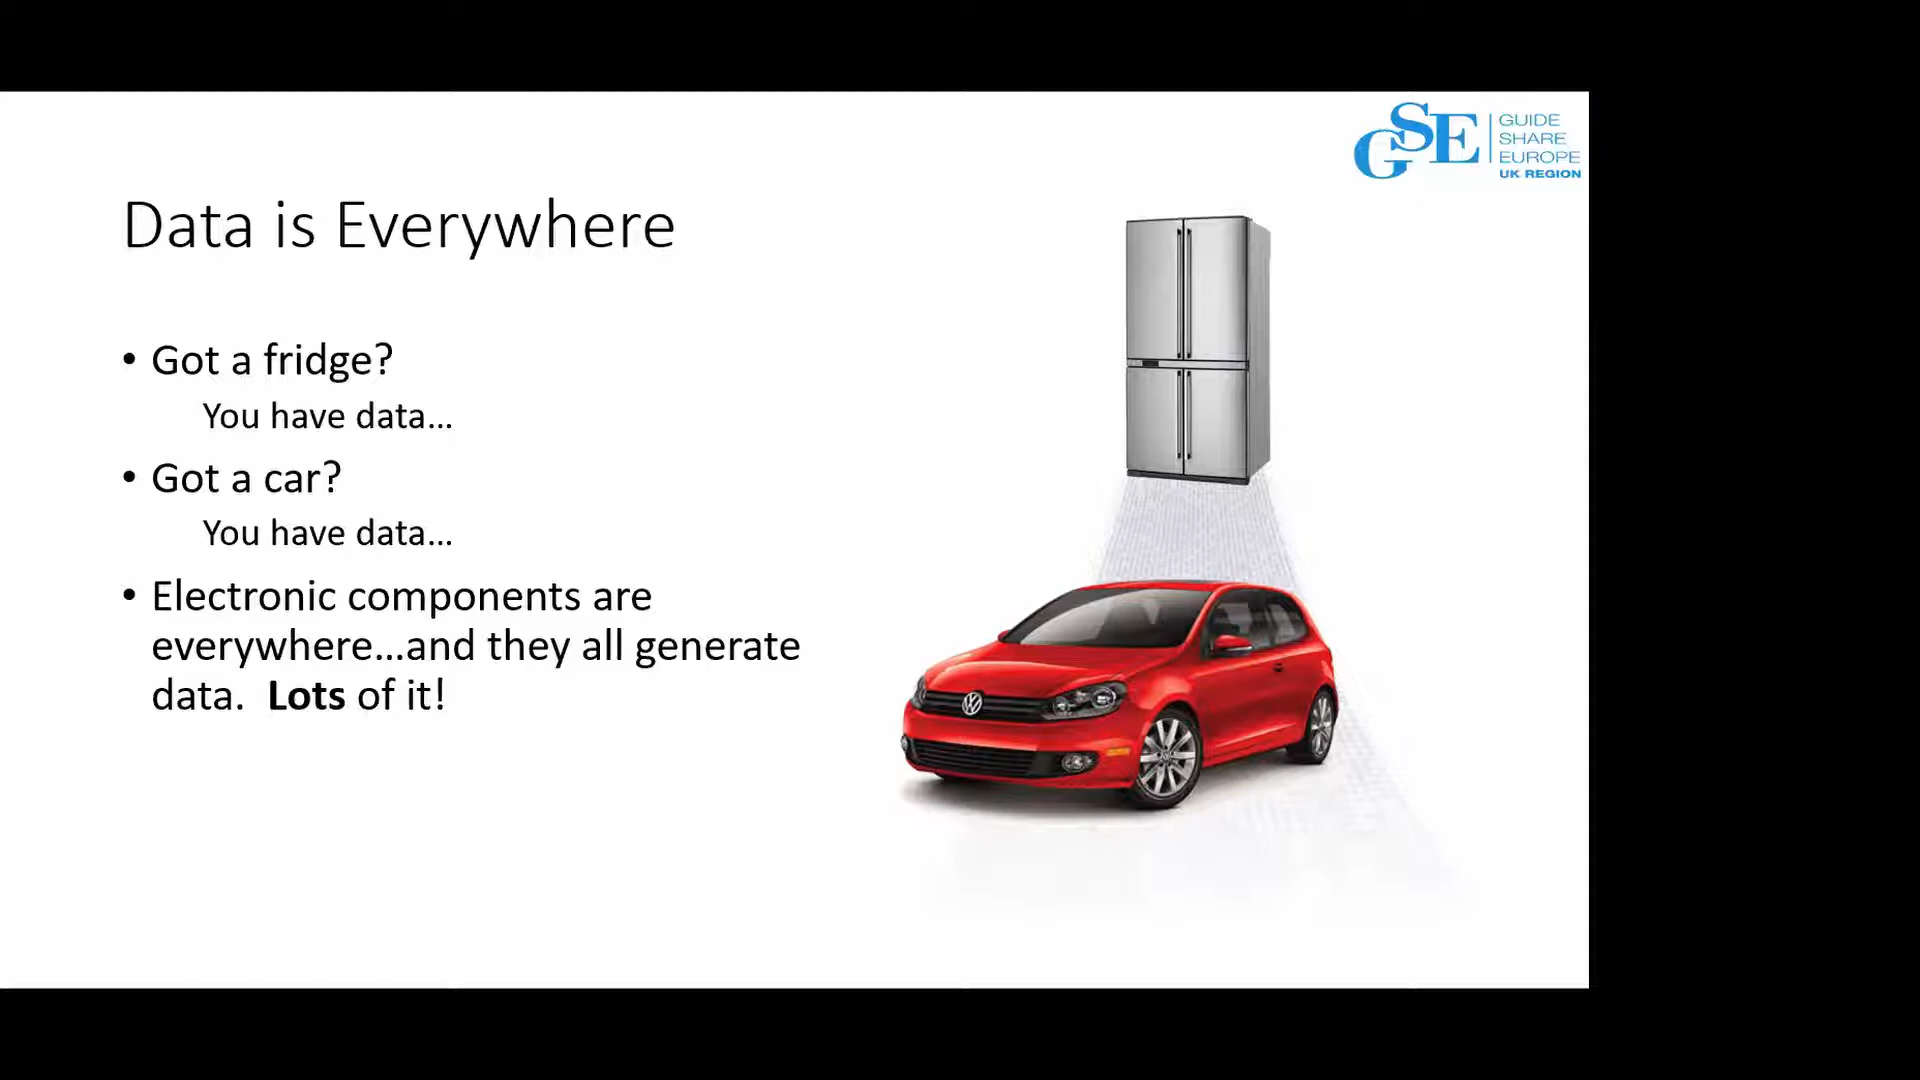 GSE
GUIDE
SHARE
EUROPE
UK REGION
Data is Everywhere
• Got a fridge?
You have data...
• Got a car?
You have data...
• Electronic components are
everywhere...and they all generate
data.  Lots of it!